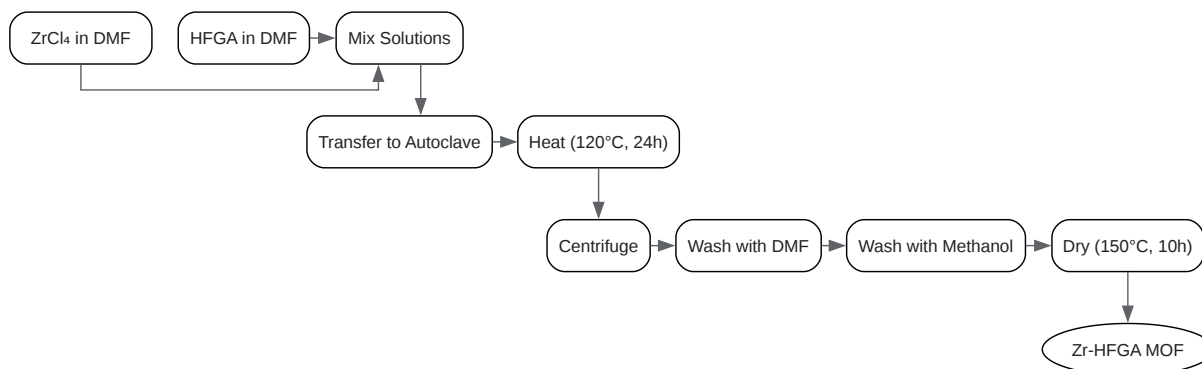 ZrCl₄ in DMF
HFGA in DMF
Mix Solutions
Transfer to Autoclave
Heat (120°C, 24h)
Centrifuge
Wash with DMF
Wash with Methanol
Dry (150°C, 10h)
Zr-HFGA MOF